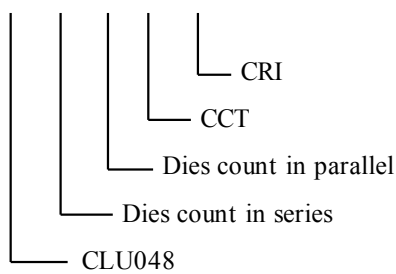 CRI
CCT
Dies count in parallel
Dies count in series
CLU048